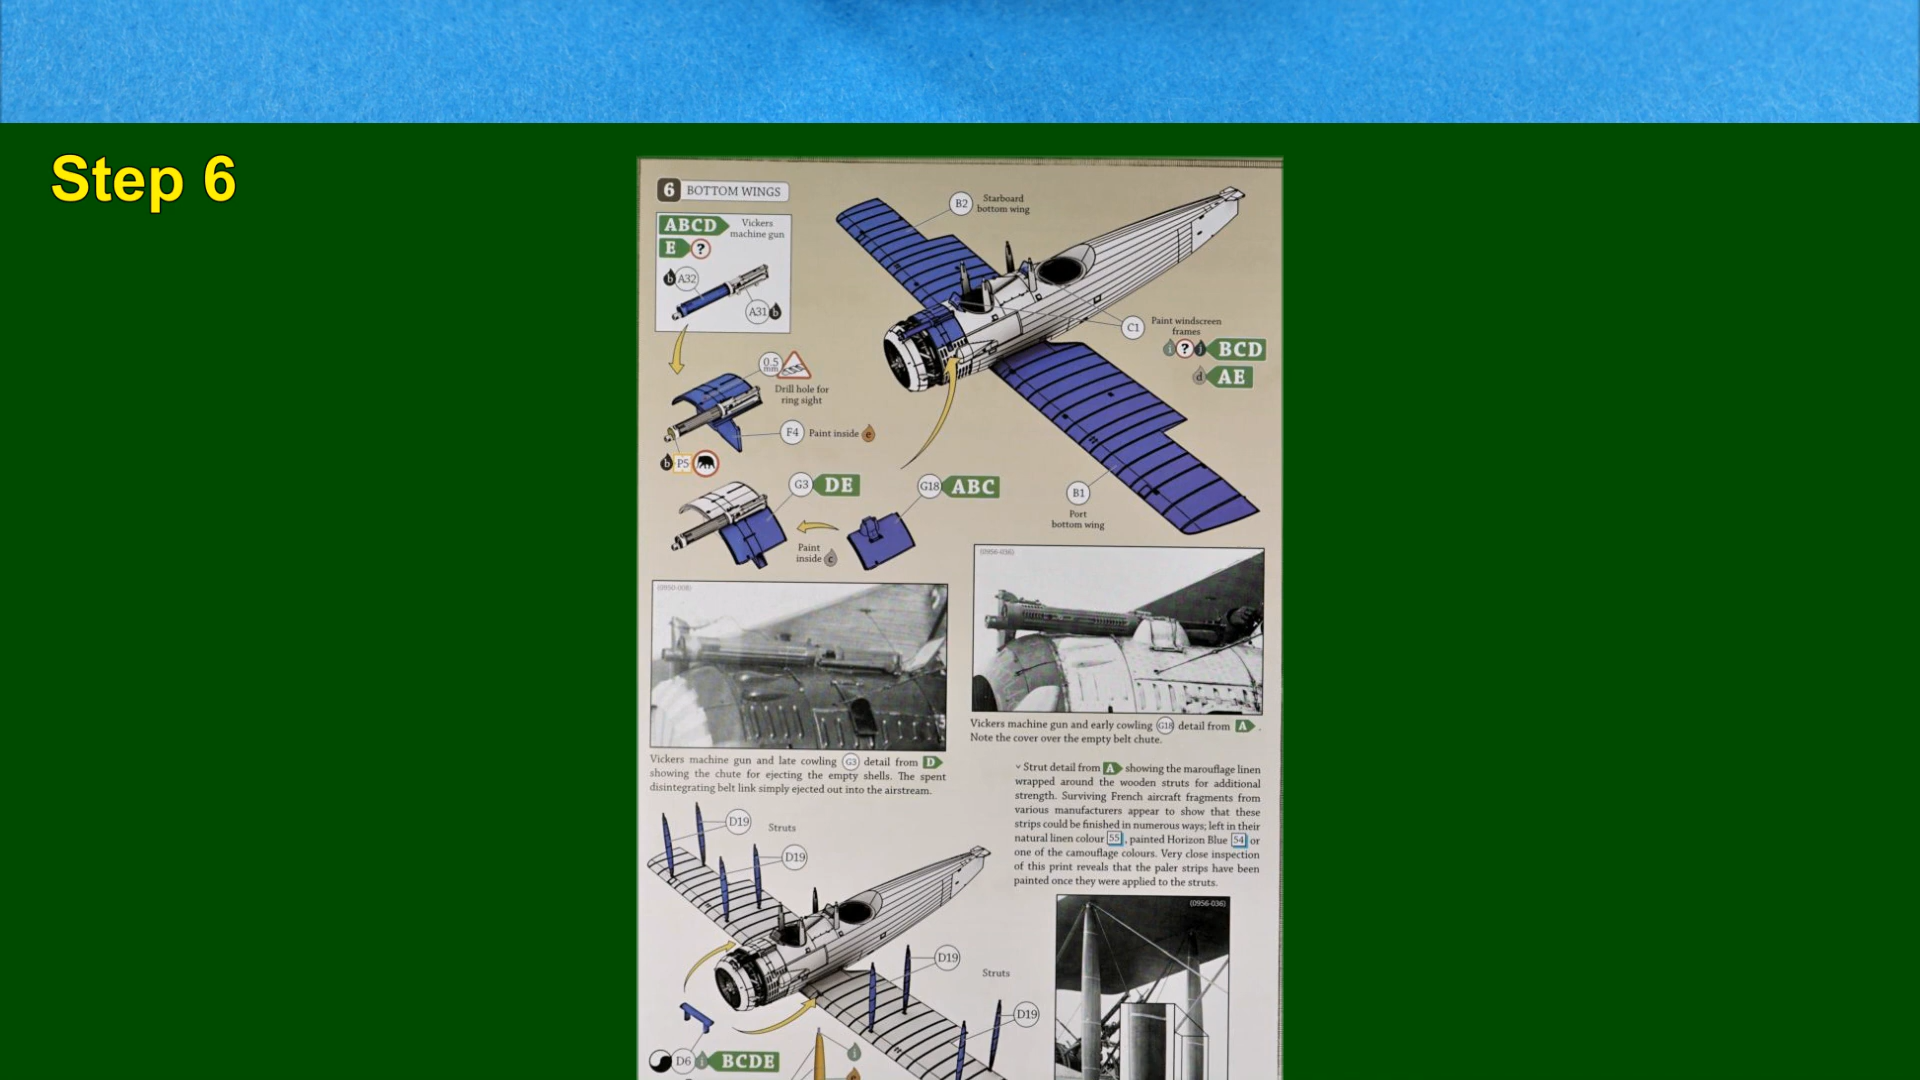 Step 6
6 BOTTOM WINGS
ABCD
Vickers
machine gun
E ?
b A32
A31 b
B2
Starboard
bottom wing
C1
Paint windscreen
frames
i ? j BCD
d AE
0.5
mm
Drill hole for
ring sight
F4 Paint inside e
b P5
G3 DE
G18 ABC
Paint
inside c
B1
Port
bottom wing
(0950-008)
(0956-036)
Vickers machine gun and early cowling G18 detail from A .
Note the cover over the empty belt chute.
Vickers machine gun and late cowling G3 detail from D
showing the chute for ejecting the empty shells. The spent
disintegrating belt link simply ejected out into the airstream.
Strut detail from A showing the marouflage linen
wrapped around the wooden struts for additional
strength. Surviving French aircraft fragments from
various manufacturers appear to show that these
strips could be finished in numerous ways; left in their
natural linen colour 55, painted Horizon Blue 54 or
one of the camouflage colours. Very close inspection
of this print reveals that the paler strips have been
painted once they were applied to the struts.
D19
Struts
D19
D19
Struts
D19
(0956-036)
D6 i BCDE
i